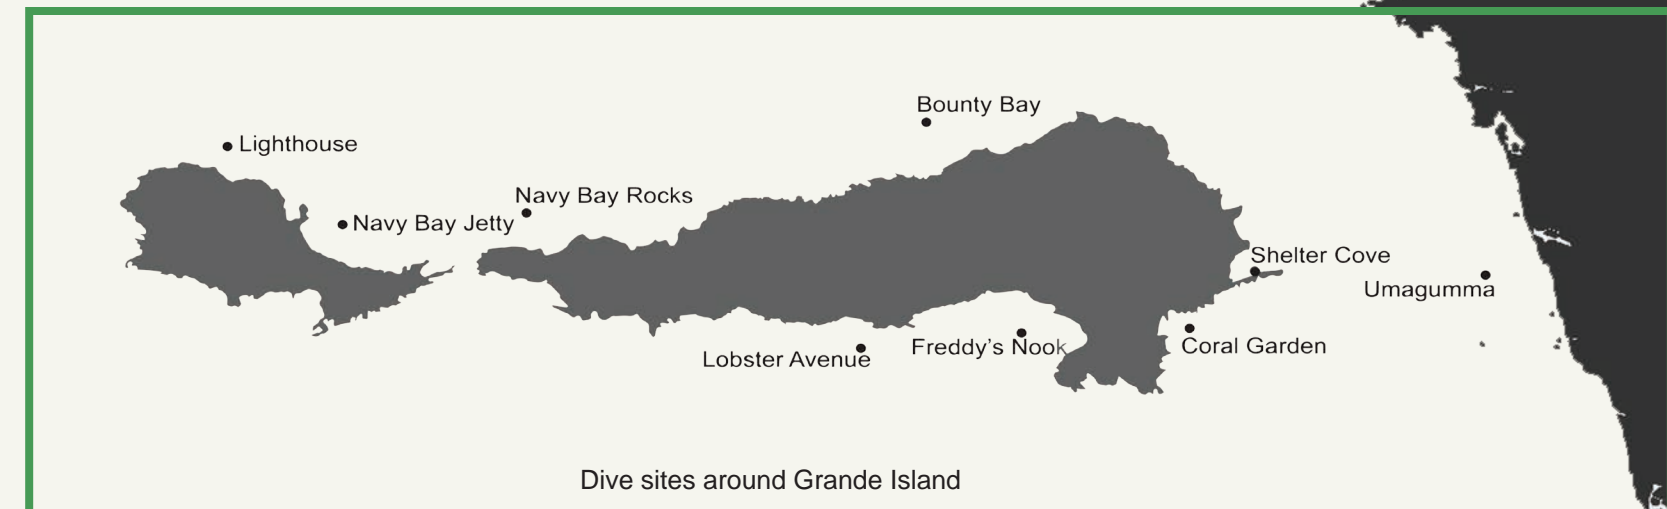 Bounty Bay
Lighthouse
Navy Bay Rocks
Navy Bay Jetty
Shelter Cove
Umagumma
Lobster Avenue
Freddy’s Nook
Coral Garden
Dive sites around Grande Island